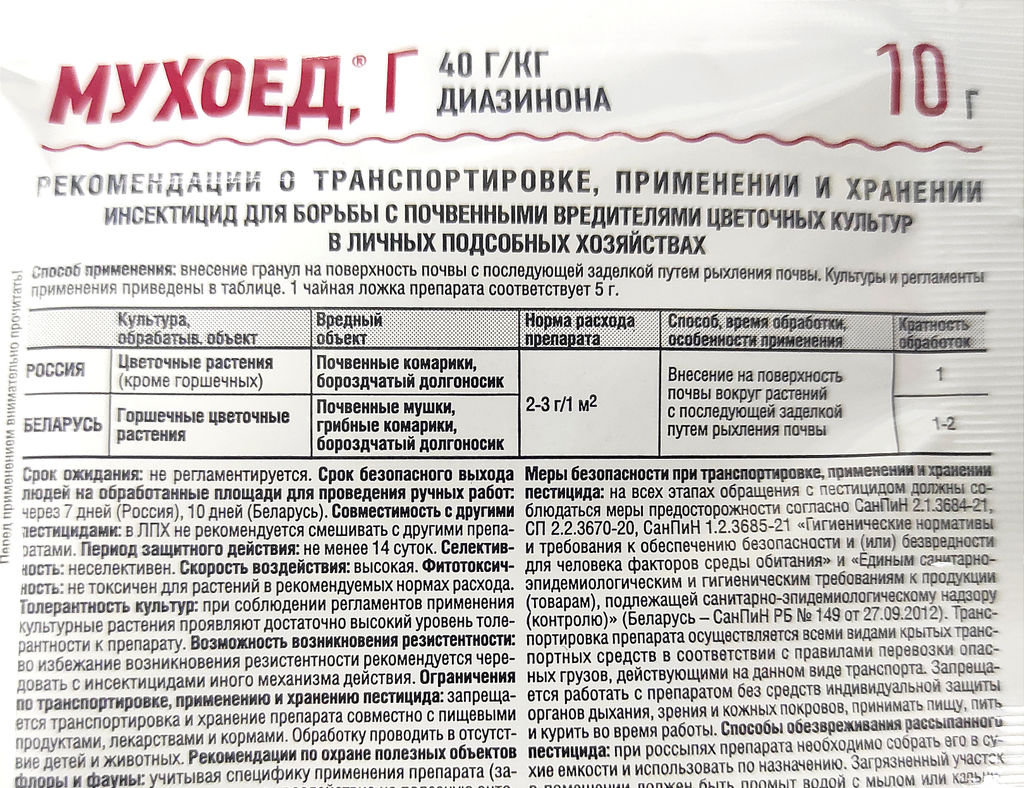 МУХОЕД,® Г 40 Г/КГ ДИАЗИНОНА 10 г
РЕКОМЕНДАЦИИ О ТРАНСПОРТИРОВКЕ, ПРИМЕНЕНИИ И ХРАНЕНИИ
ИНСЕКТИЦИД ДЛЯ БОРЬБЫ С ПОЧВЕННЫМИ ВРЕДИТЕЛЯМИ ЦВЕТОЧНЫХ КУЛЬТУР
В ЛИЧНЫХ ПОДСОБНЫХ ХОЗЯЙСТВАХ
Перед применением внимательно прочитать!
Способ применения: внесение гранул на поверхность почвы с последующей заделкой путем рыхления почвы. Культуры и регламенты
применения приведены в таблице. 1 чайная ложка препарата соответствует 5 г.
Культура,
обрабатыв. объект
Вредный
объект
Норма расхода
препарата
Способ, время обработки,
особенности применения
Кратность
обработок
РОССИЯ
Цветочные растения
(кроме горшечных)
Почвенные комарики,
бороздчатый долгоносик
2-3 г/1 м²
Внесение на поверхность
почвы вокруг растений
с последующей заделкой
путем рыхления почвы
1
БЕЛАРУСЬ
Горшечные цветочные
растения
Почвенные мушки,
грибные комарики,
бороздчатый долгоносик
1-2
Срок ожидания: не регламентируется. Срок безопасного выхода
людей на обработанные площади для проведения ручных работ:
через 7 дней (Россия), 10 дней (Беларусь). Совместимость с другими
пестицидами: в ЛПХ не рекомендуется смешивать с другими препа-
ратами. Период защитного действия: не менее 14 суток. Селектив-
ность: неселективен. Скорость воздействия: высокая. Фитотоксич-
ность: не токсичен для растений в рекомендуемых нормах расхода.
Толерантность культур: при соблюдении регламентов применения
культурные растения проявляют достаточно высокий уровень толе-
рантности к препарату. Возможность возникновения резистентности:
во избежание возникновения резистентности рекомендуется чере-
довать с инсектицидами иного механизма действия. Ограничения
по транспортировке, применению и хранению пестицида: запреща-
ется транспортировка и хранение препарата совместно с пищевыми
продуктами, лекарствами и кормами. Обработку проводить в отсутст-
вие детей и животных. Рекомендации по охране полезных объектов
флоры и фауны: учитывая специфику применения препарата (за-
Меры безопасности при транспортировке, применении и хранении
пестицида: на всех этапах обращения с пестицидом должны со-
блюдаться меры предосторожности согласно СанПиН 2.1.3684-21,
СП 2.2.3670-20, СанПиН 1.2.3685-21 «Гигиенические нормативы
и требования к обеспечению безопасности и (или) безвредности
для человека факторов среды обитания» и «Единым санитарно-
эпидемиологическим и гигиеническим требованиям к продукции
(товарам), подлежащей санитарно-эпидемиологическому надзору
(контролю)» (Беларусь – СанПиН РБ № 149 от 27.09.2012). Транс-
портировка препарата осуществляется всеми видами крытых транс-
портных средств в соответствии с правилами перевозки опас-
ных грузов, действующими на данном виде транспорта. Запреща-
ется работать с препаратом без средств индивидуальной защиты
органов дыхания, зрения и кожных покровов, принимать пищу, пить
и курить во время работы. Способы обезвреживания рассыпанного
пестицида: при россыпях препарата необходимо собрать его в су-
хие емкости и использовать по назначению. Загрязненный участок
в помещении должен быть промыт водой с мылом или